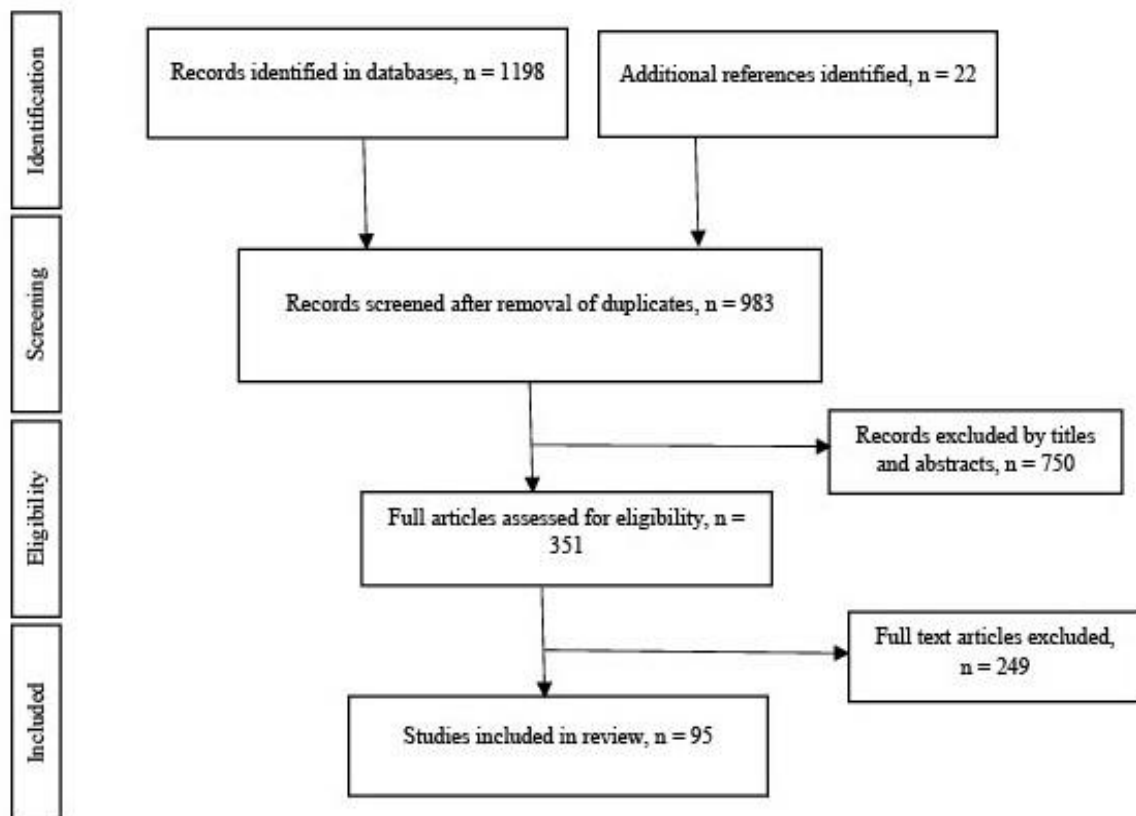 Identification
Records identified in databases, n = 1198
Additional references identified, n = 22
Screening
Records screened after removal of duplicates, n = 983
Records excluded by titles
and abstracts, n = 750
Eligibility
Full articles assessed for eligibility, n =
351
Full text articles excluded,
n = 249
Included
Studies included in review, n = 95